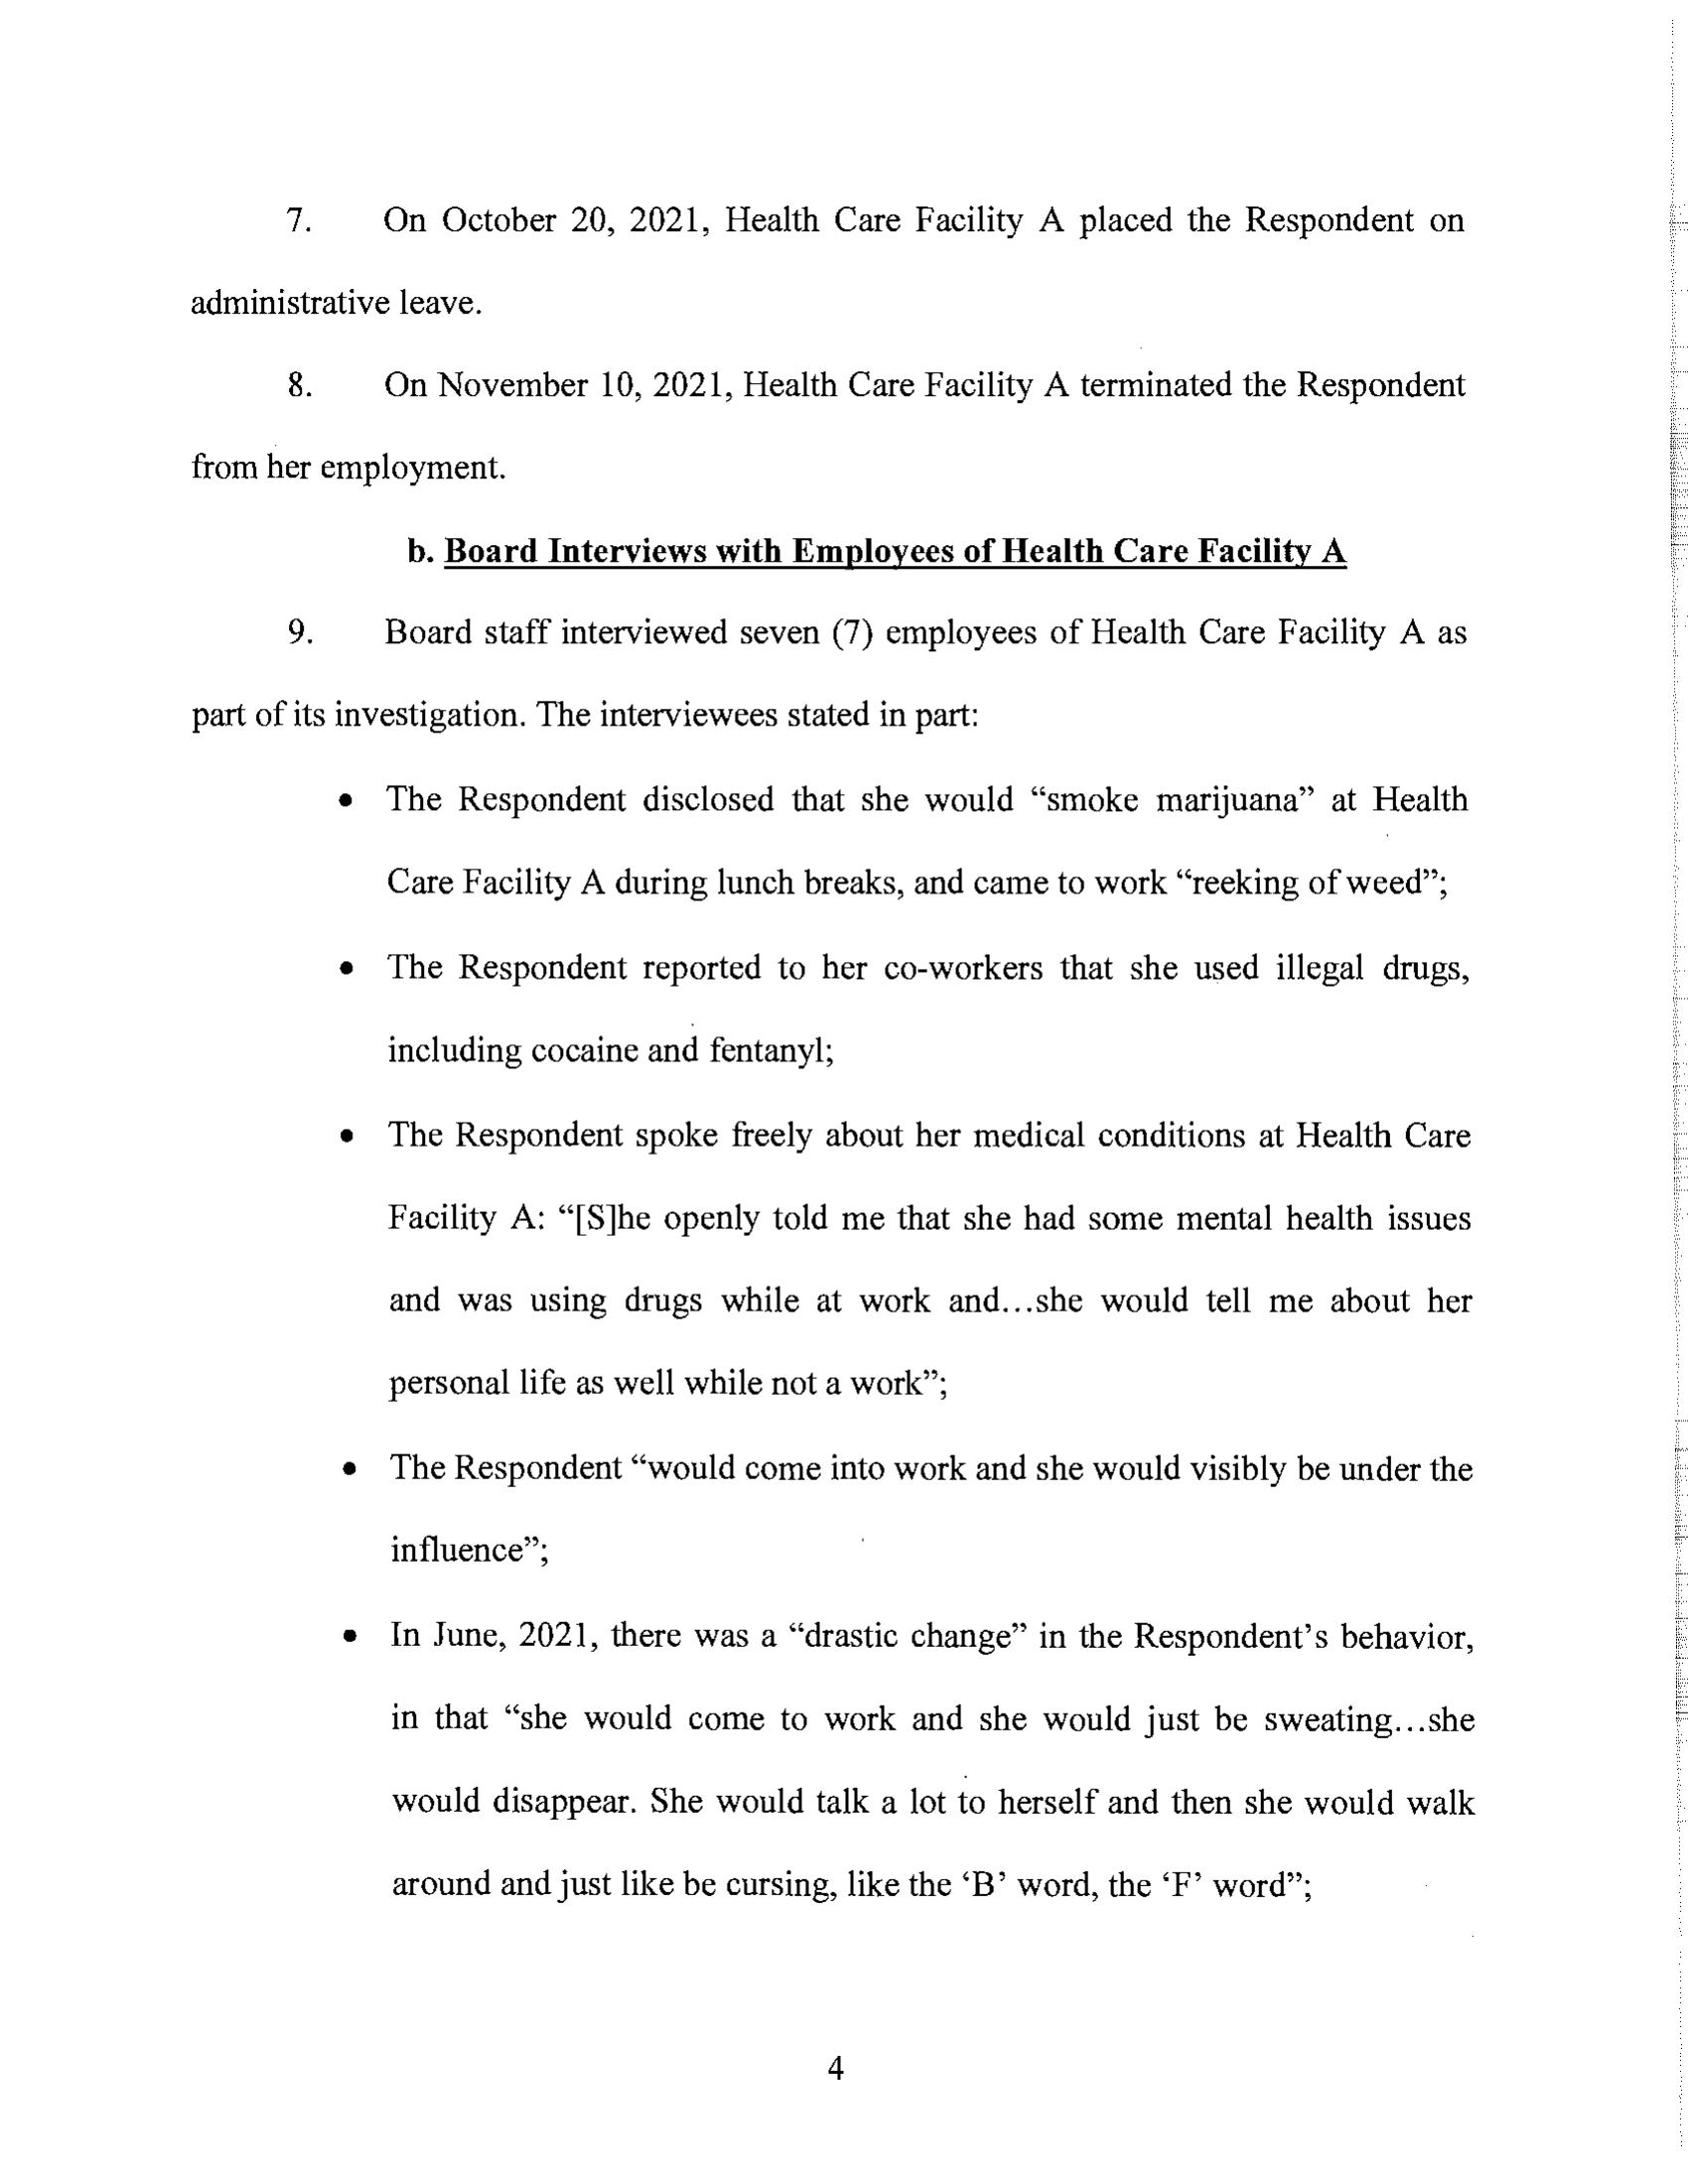 7. On October 20, 2021, Health Care Facility A placed the Respondent on
administrative leave.
8. On November 10, 2021, Health Care Facility A terminated the Respondent
from her employment.
b. Board Interviews with Employees of Health Care Facility A
9. Board staff interviewed seven (7) employees of Health Care Facility A as
part of its investigation. The interviewees stated in part:
• The Respondent disclosed that she would “smoke marijuana” at Health
Care Facility A during lunch breaks, and came to work “reeking of weed”;
• The Respondent reported to her co-workers that she used illegal drugs,
including cocaine and fentanyl;
• The Respondent spoke freely about her medical conditions at Health Care
Facility A: “[S]he openly told me that she had some mental health issues
and was using drugs while at work and…she would tell me about her
personal life as well while not a work”;
• The Respondent “would come into work and she would visibly be under the
influence”;
• In June, 2021, there was a “drastic change” in the Respondent’s behavior,
in that “she would come to work and she would just be sweating…she
would disappear. She would talk a lot to herself and then she would walk
around and just like be cursing, like the ‘B’ word, the ‘F’ word”;
4